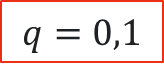 q = 0,1